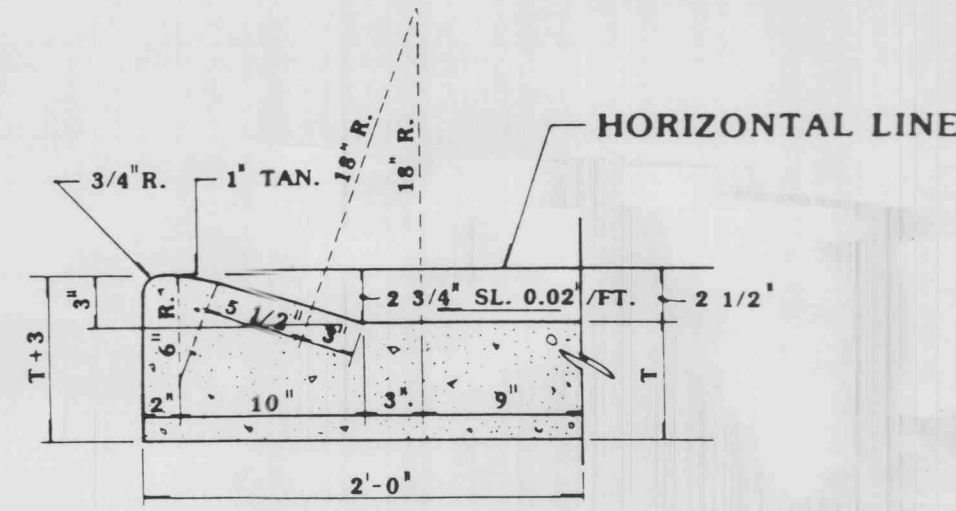 HORIZONTAL LINE
18" R.
18" R.
3/4"R.
1" TAN.
3"
6" R.
5 1/2"
3"
2 3/4" SL. 0.02'/FT.
2 1/2"
T+3
T
2"
10"
3".
9"
2'-0"